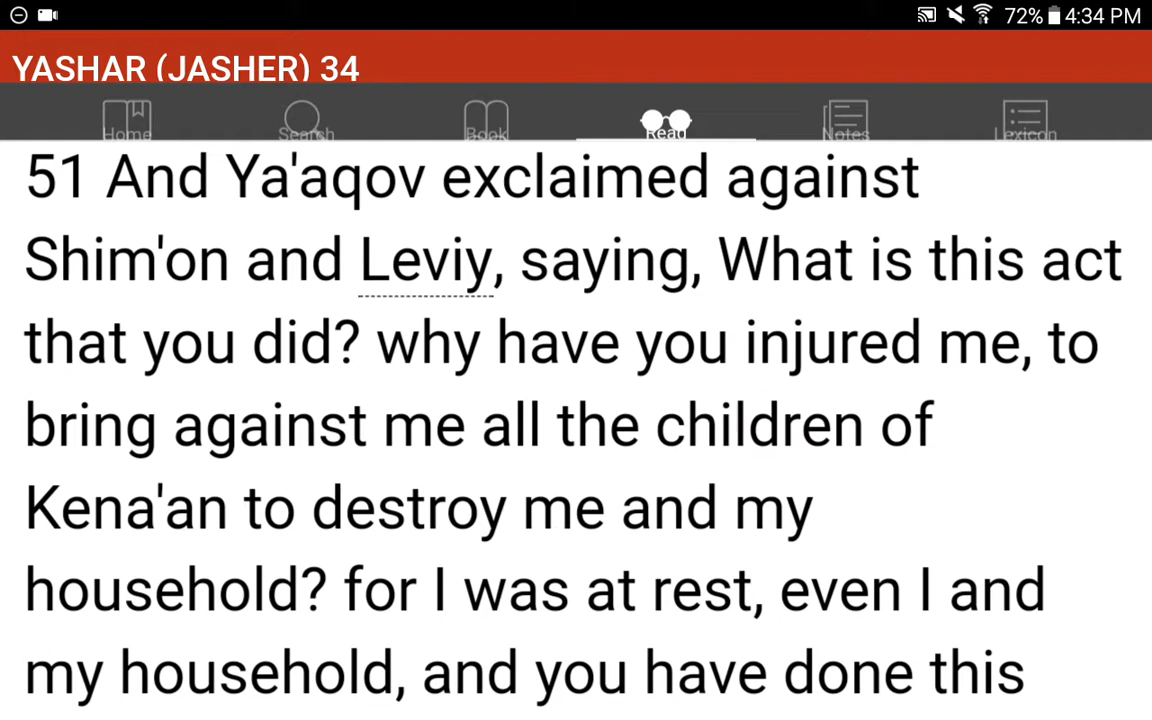 72% 4:34 PM
YASHAR (JASHER) 34
Home Search Book Read Notes Lexicon
51 And Ya'aqov exclaimed against
Shim'on and Leviy, saying, What is this act
that you did? why have you injured me, to
bring against me all the children of
Kena'an to destroy me and my
household? for I was at rest, even I and
my household, and you have done this